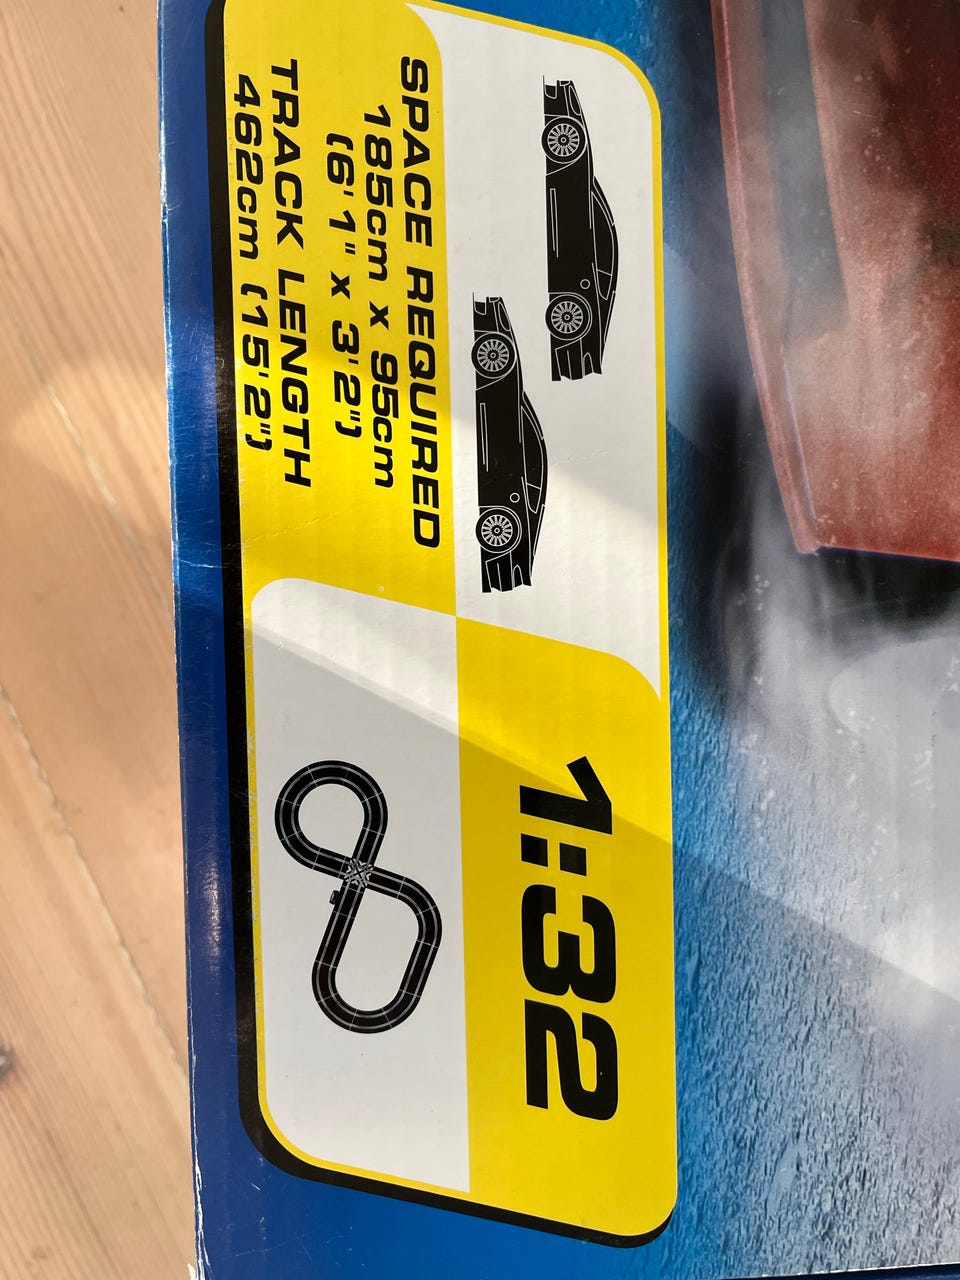 SPACE REQUIRED
185cm x 95cm
(6'1" x 3'2")
TRACK LENGTH
462cm (15'2")
1:32